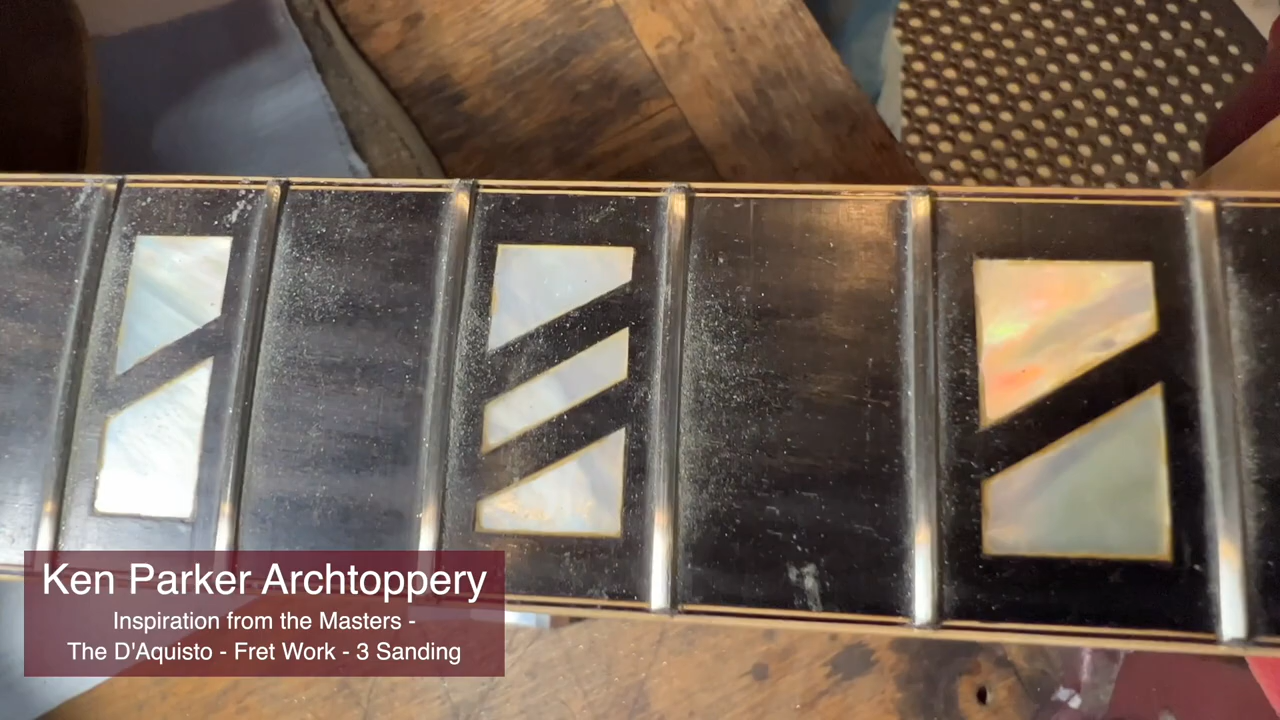 Ken Parker Archtoppery
Inspiration from the Masters -
The D'Aquisto - Fret Work - 3 Sanding